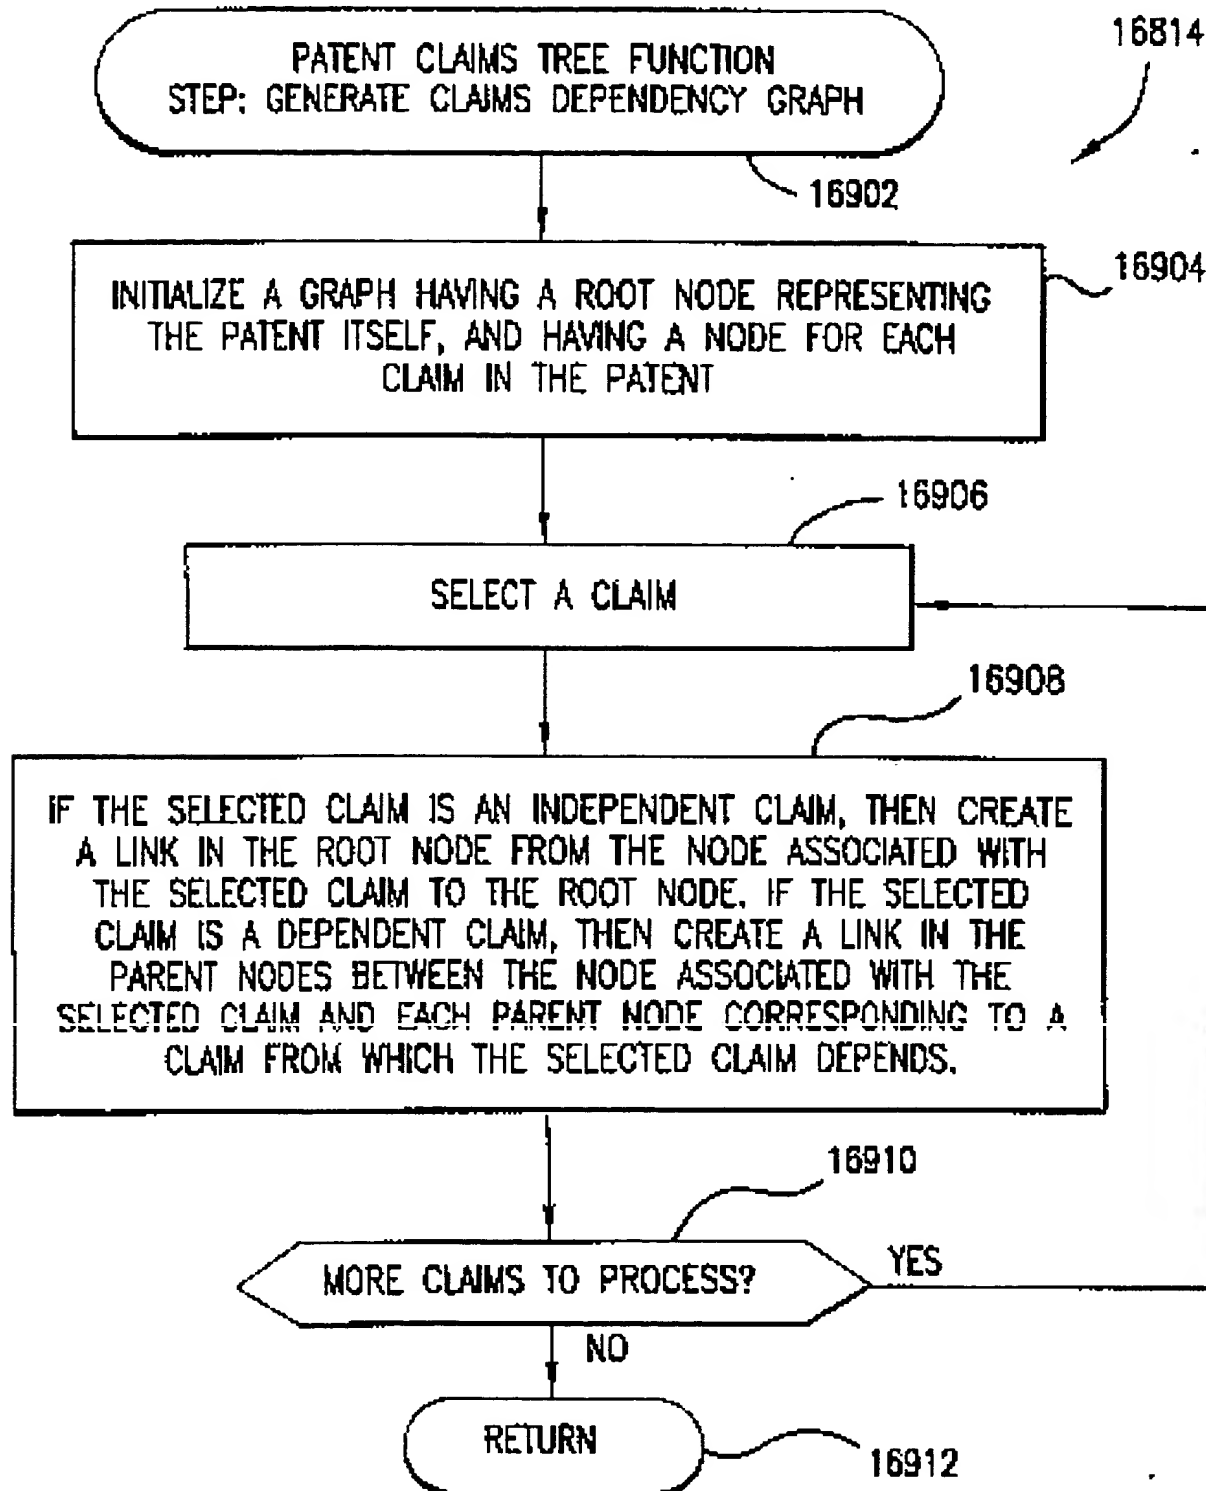 16814
PATENT CLAIMS TREE FUNCTION
STEP: GENERATE CLAIMS DEPENDENCY GRAPH
16902
16904
INITIALIZE A GRAPH HAVING A ROOT NODE REPRESENTING
THE PATENT ITSELF, AND HAVING A NODE FOR EACH
CLAIM IN THE PATENT
16906
SELECT A CLAIM
16908
IF THE SELECTED CLAIM IS AN INDEPENDENT CLAIM, THEN CREATE
A LINK IN THE ROOT NODE FROM THE NODE ASSOCIATED WITH
THE SELECTED CLAIM TO THE ROOT NODE. IF THE SELECTED
CLAIM IS A DEPENDENT CLAIM, THEN CREATE A LINK IN THE
PARENT NODES BETWEEN THE NODE ASSOCIATED WITH THE
SELECTED CLAIM AND EACH PARENT NODE CORRESPONDING TO A
CLAIM FROM WHICH THE SELECTED CLAIM DEPENDS.
16910
MORE CLAIMS TO PROCESS?
YES
NO
RETURN
16912